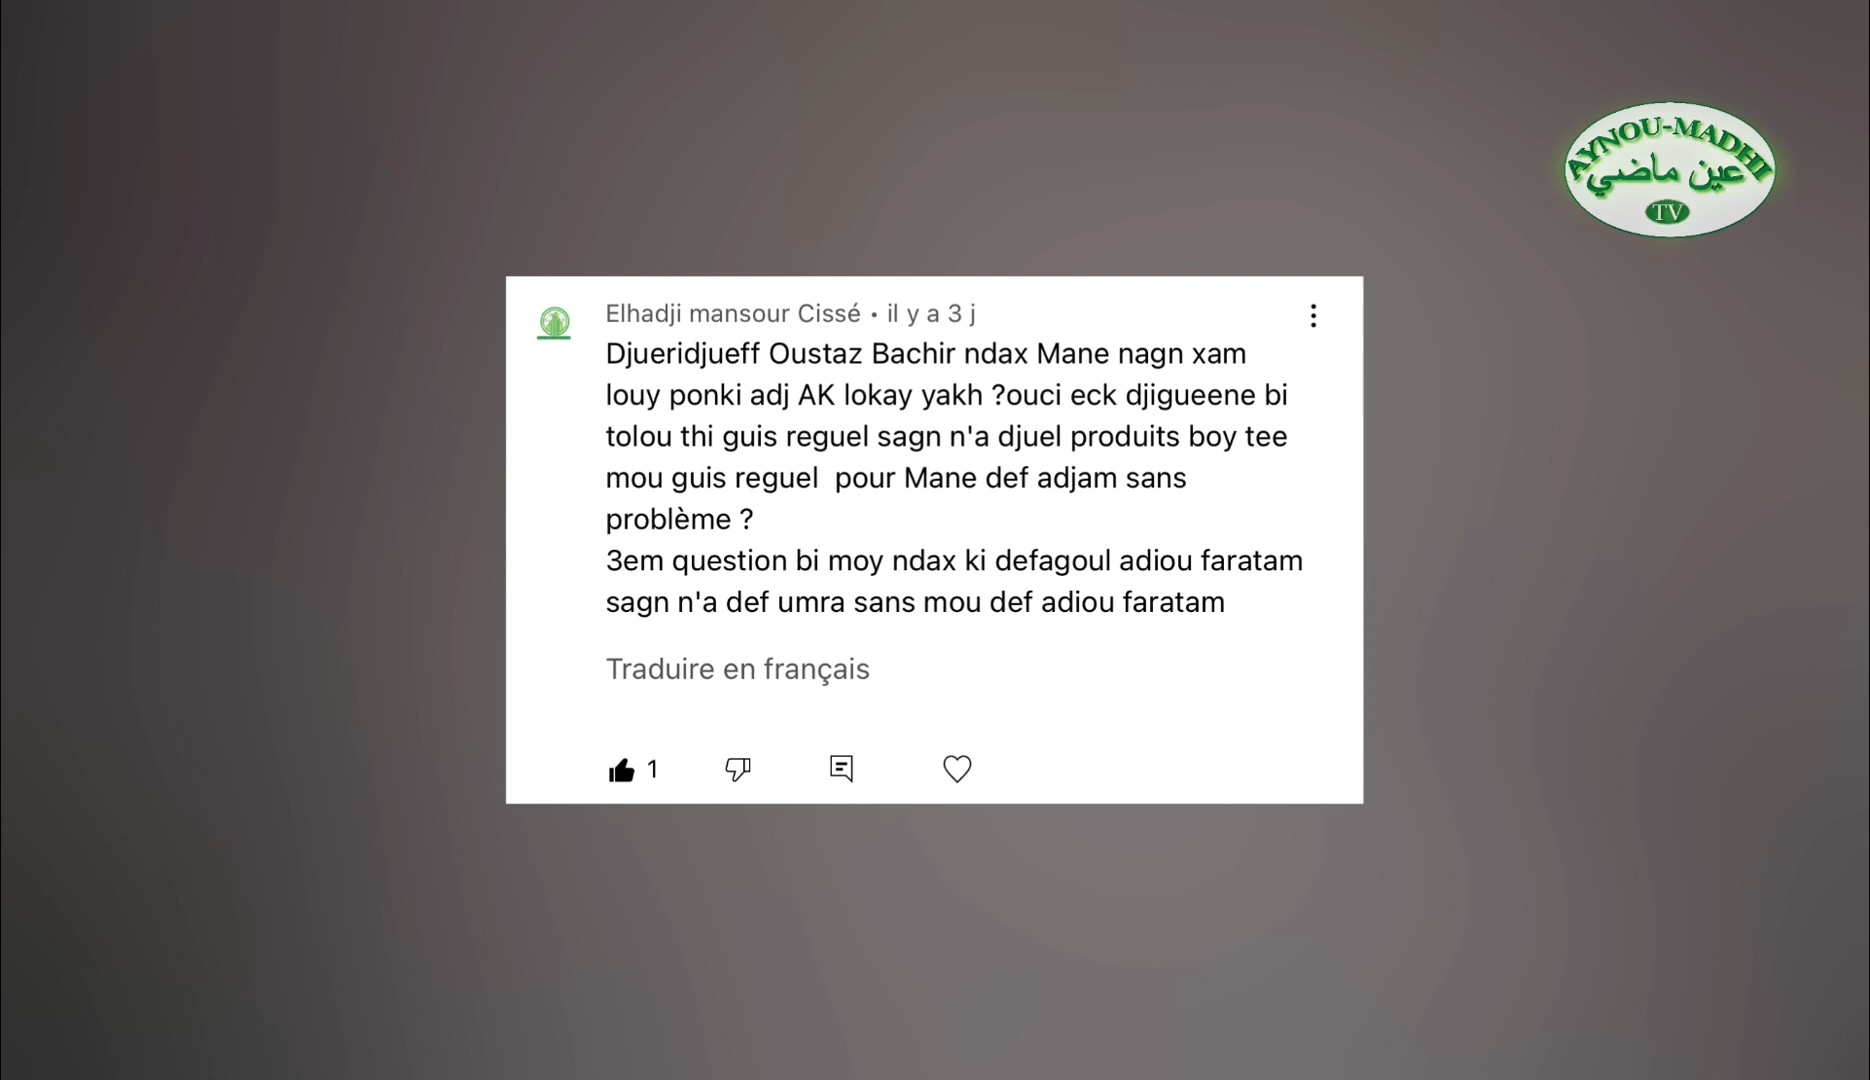 AYNOU-MADHI
عين ماضي
TV
Elhadji mansour Cissé • il y a 3 j
Djueridjueff Oustaz Bachir ndax Mane nagn xam
louy ponki adj AK lokay yakh ?ouci eck djigueene bi
tolou thi guis reguel sagn n'a djuel produits boy tee
mou guis reguel  pour Mane def adjam sans
problème ?
3em question bi moy ndax ki defagoul adiou faratam
sagn n'a def umra sans mou def adiou faratam
Traduire en français
1